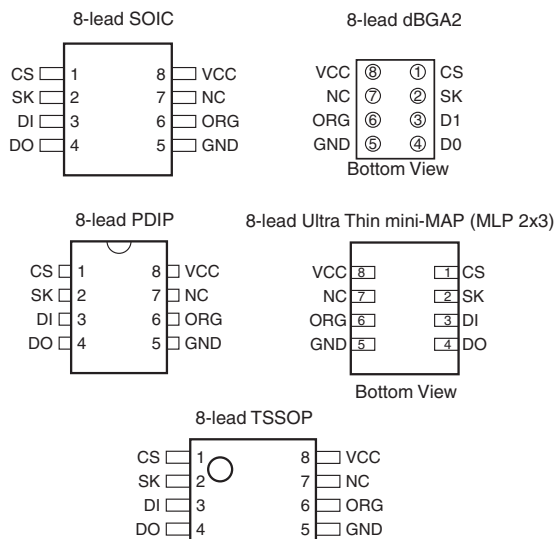 8-lead SOIC
CS 1 8 VCC
SK 2 7 NC
DI 3 6 ORG
DO 4 5 GND
8-lead dBGA2
VCC 8 1 CS
NC 7 2 SK
ORG 6 3 D1
GND 5 4 D0
Bottom View
8-lead PDIP
CS 1 8 VCC
SK 2 7 NC
DI 3 6 ORG
DO 4 5 GND
8-lead Ultra Thin mini-MAP (MLP 2x3)
VCC 8 1 CS
NC 7 2 SK
ORG 6 3 DI
GND 5 4 DO
Bottom View
8-lead TSSOP
CS 1 8 VCC
SK 2 7 NC
DI 3 6 ORG
DO 4 5 GND